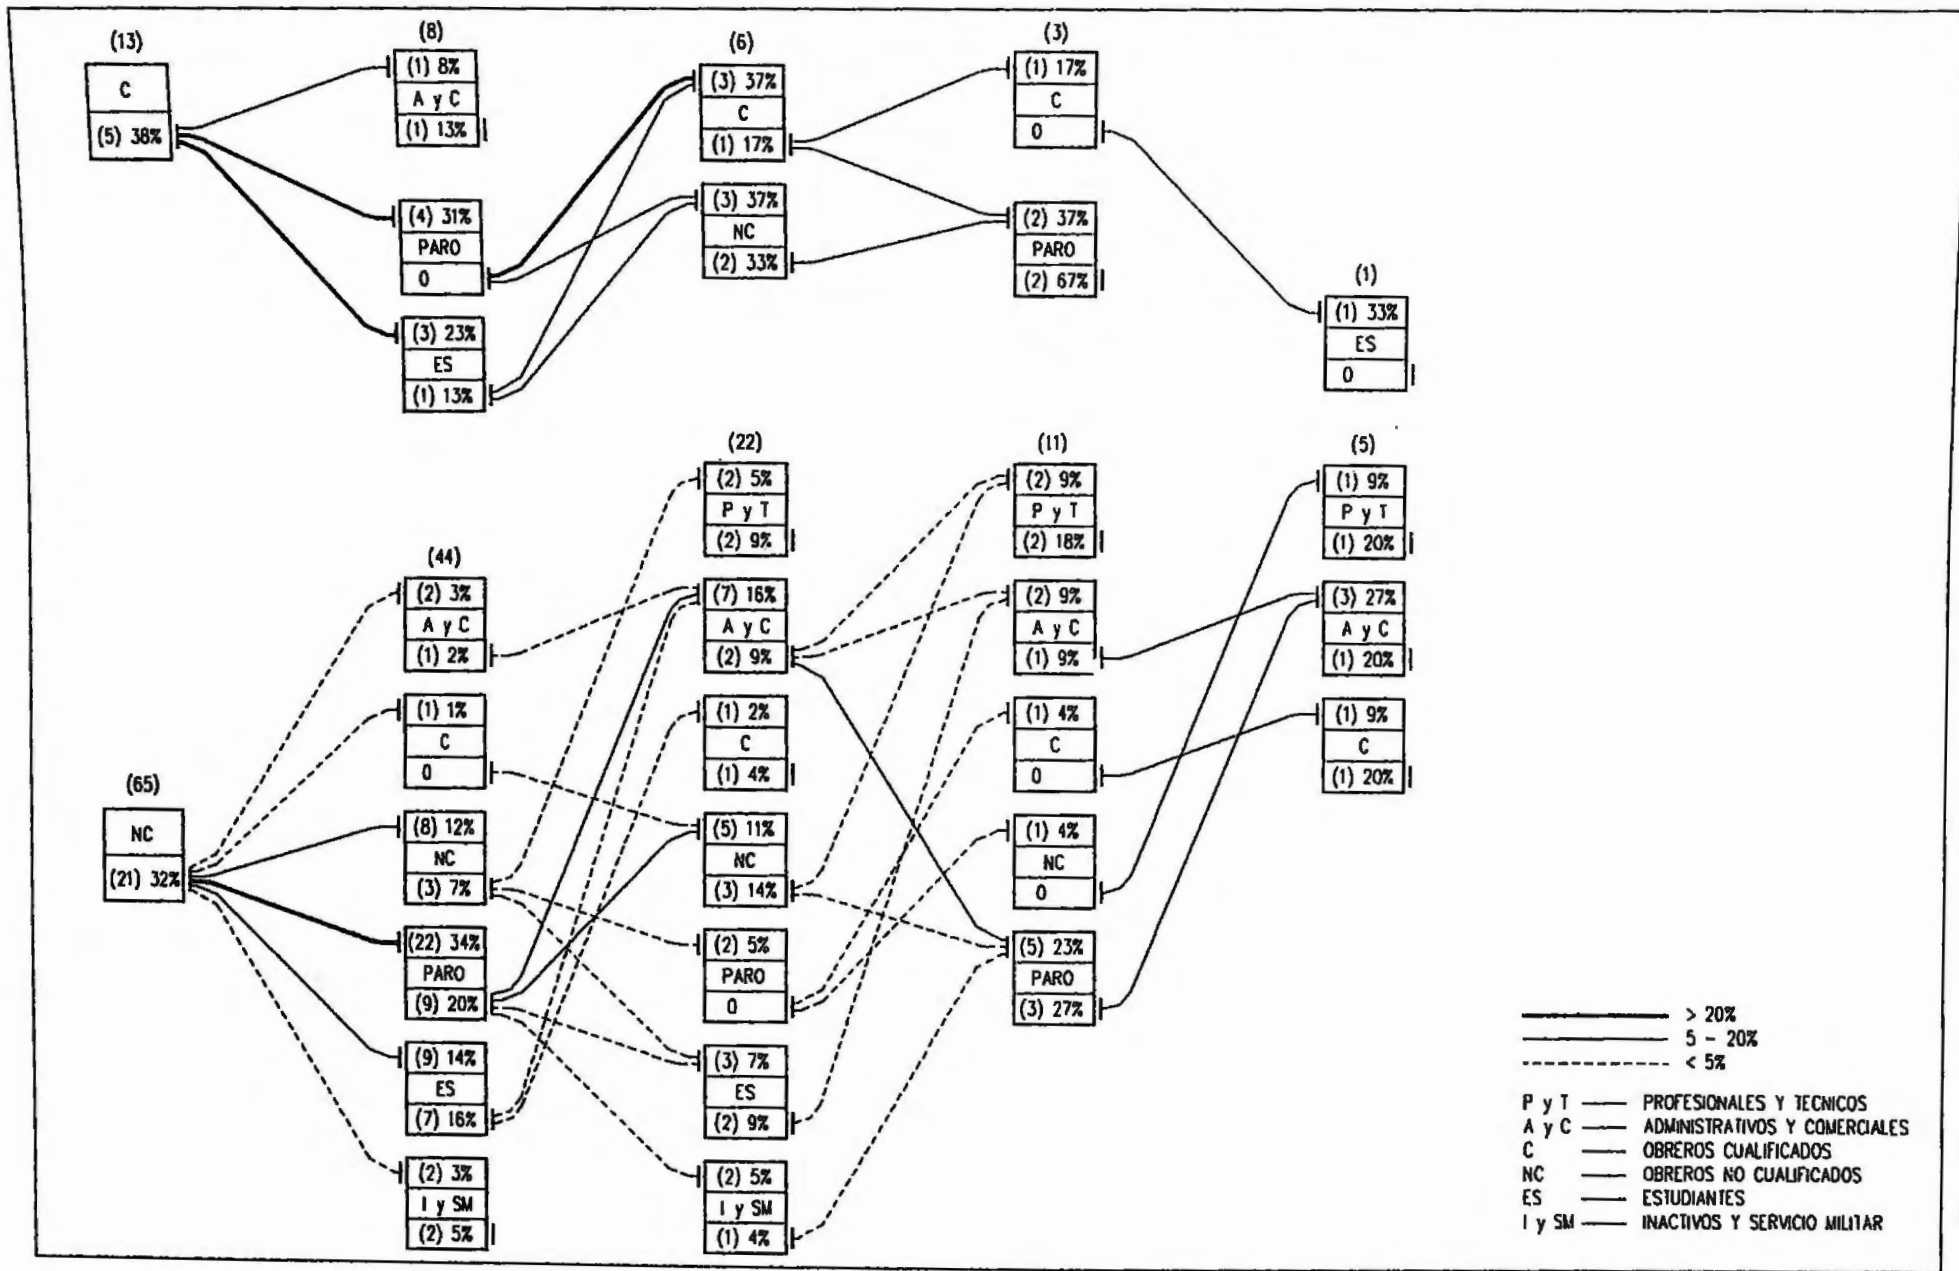 (13)
C
(5) 38%
(8)
(1) 8%
A y C
(1) 13%
(4) 31%
PARO
0
(3) 23%
ES
(1) 13%
(6)
(3) 37%
C
(1) 17%
(3) 37%
NC
(2) 33%
(3)
(1) 17%
C
0
(2) 37%
PARO
(2) 67%
(1)
(1) 33%
ES
0
(65)
NC
(21) 32%
(44)
(2) 3%
A y C
(1) 2%
(1) 1%
C
0
(8) 12%
NC
(3) 7%
(22) 34%
PARO
(9) 20%
(9) 14%
ES
(7) 16%
(2) 3%
I y SM
(2) 5%
(22)
(2) 5%
P y T
(2) 9%
(7) 16%
A y C
(2) 9%
(1) 2%
C
(1) 4%
(5) 11%
NC
(3) 14%
(2) 5%
PARO
0
(3) 7%
ES
(2) 9%
(2) 5%
I y SM
(1) 4%
(11)
(2) 9%
P y T
(2) 18%
(2) 9%
A y C
(1) 9%
(1) 4%
C
0
(1) 4%
NC
0
(5) 23%
PARO
(3) 27%
(5)
(1) 9%
P y T
(1) 20%
(3) 27%
A y C
(1) 20%
(1) 9%
C
(1) 20%
> 20%
5 - 20%
< 5%
P y T PROFESIONALES Y TECNICOS
A y C ADMINISTRATIVOS Y COMERCIALES
C OBREROS CUALIFICADOS
NC OBREROS NO CUALIFICADOS
ES ESTUDIANTES
I y SM INACTIVOS Y SERVICIO MILITAR